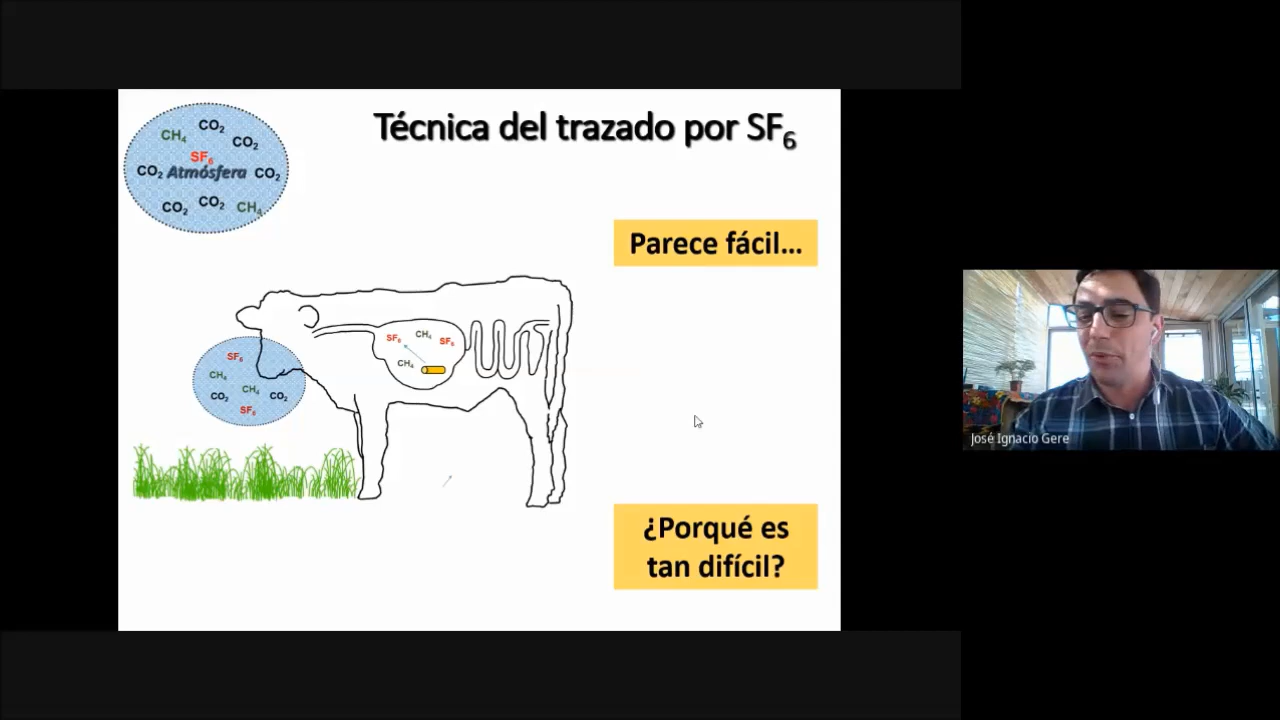 Técnica del trazado por SF₆
CO₂
CH₄
CO₂
SF₆
CO₂ Atmósfera CO₂
CO₂ CO₂ CH₄
Parece fácil...
SF₆ CH₄ SF₆
CH₄
SF₆
CH₄
CH₄
CO₂ CO₂
SF₆
José Ignacio Gere
¿Porqué es
tan difícil?